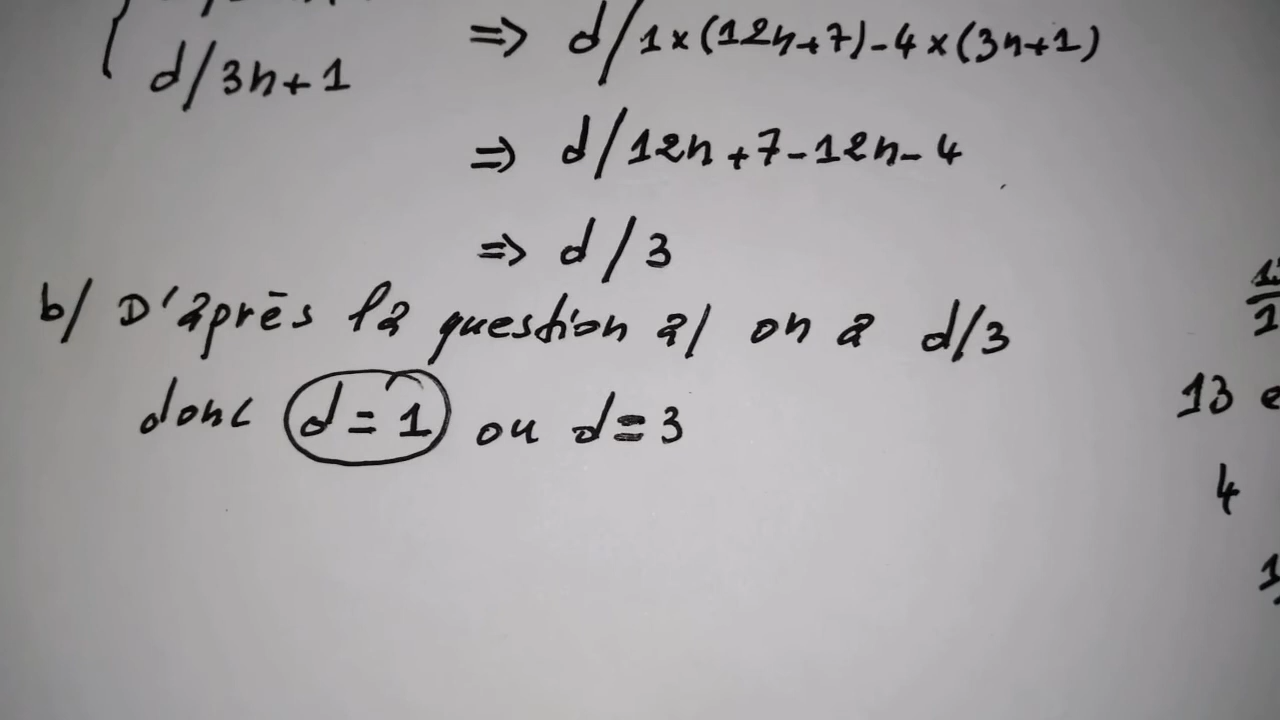 ⇒ d/1×(12n+7)-4×(3n+1)
d/3n+1
⇒ d/12n+7-12n-4
⇒ d/3
b/ D'après la question a/ on a d/3
donc d=1 ou d=3
13
4